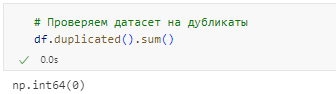 # Проверяем датасет на дубликаты
df.duplicated().sum()
0.0s
np.int64(0)